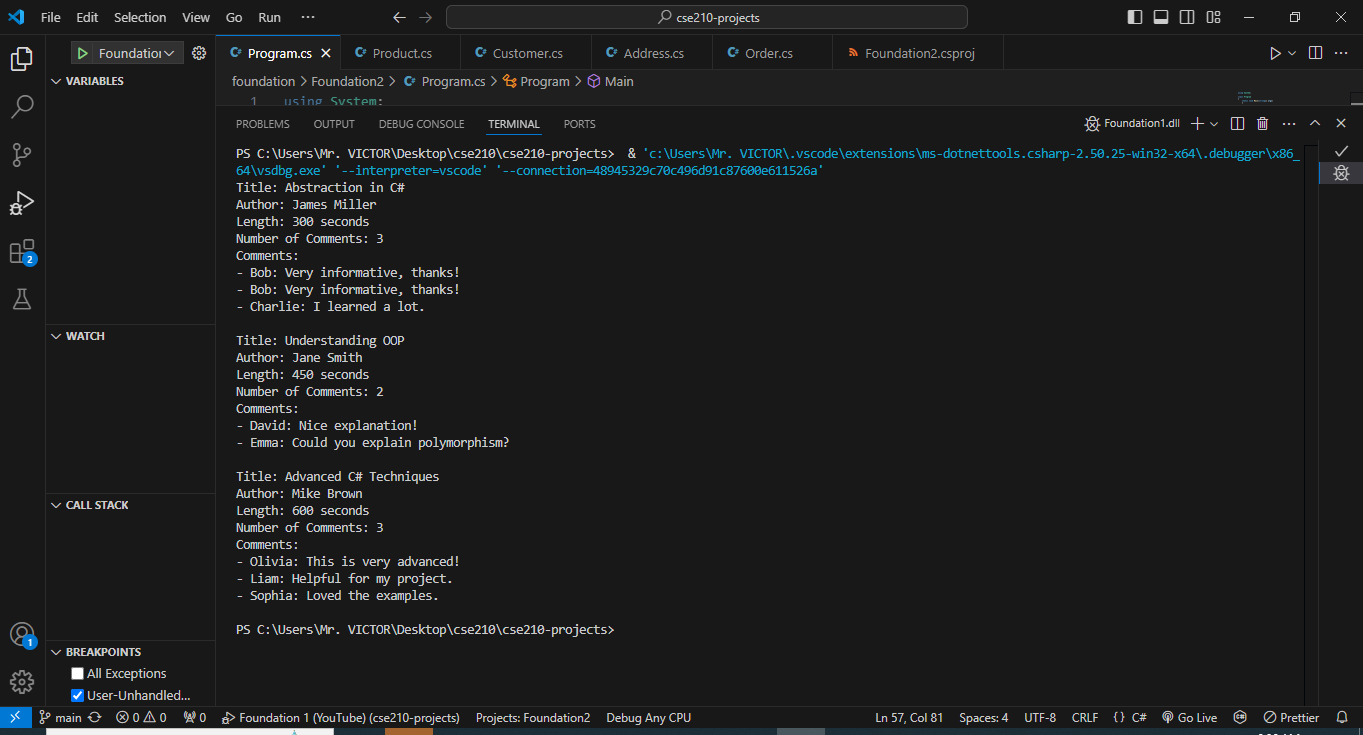 File Edit Selection View Go Run ··· cse210-projects
Foundation
Program.cs Product.cs Customer.cs Address.cs Order.cs Foundation2.csproj
VARIABLES
foundation > Foundation2 > Program.cs > Program > Main
1 using System;
PROBLEMS OUTPUT DEBUG CONSOLE TERMINAL PORTS Foundation1.dll
PS C:\Users\Mr. VICTOR\Desktop\cse210\cse210-projects> & 'c:\Users\Mr. VICTOR\.vscode\extensions\ms-dotnettools.csharp-2.50.25-win32-x64\.debugger\x86_
64\vsdbg.exe' '--interpreter=vscode' '--connection=48945329c70c496d91c87600e611526a'
Title: Abstraction in C#
Author: James Miller
Length: 300 seconds
Number of Comments: 3
Comments:
- Bob: Very informative, thanks!
- Bob: Very informative, thanks!
- Charlie: I learned a lot.
Title: Understanding OOP
Author: Jane Smith
Length: 450 seconds
Number of Comments: 2
Comments:
- David: Nice explanation!
- Emma: Could you explain polymorphism?
Title: Advanced C# Techniques
Author: Mike Brown
Length: 600 seconds
Number of Comments: 3
Comments:
- Olivia: This is very advanced!
- Liam: Helpful for my project.
- Sophia: Loved the examples.
PS C:\Users\Mr. VICTOR\Desktop\cse210\cse210-projects>
WATCH
CALL STACK
BREAKPOINTS
All Exceptions
User-Unhandled...
2
1
main 0 0 0 Foundation 1 (YouTube) (cse210-projects) Projects: Foundation2 Debug Any CPU Ln 57, Col 81 Spaces: 4 UTF-8 CRLF {} C# Go Live Prettier